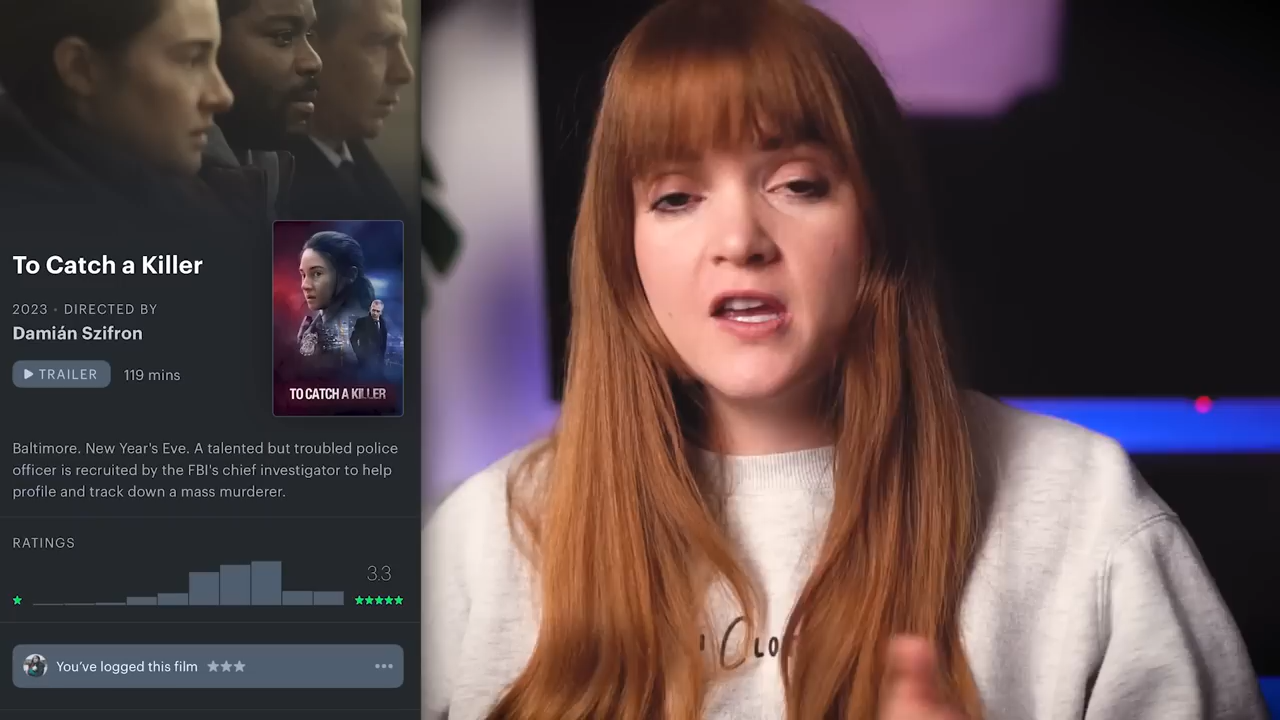 To Catch a Killer
2023 · DIRECTED BY
Damián Szifron
TRAILER
119 mins
TO CATCH A KILLER
Baltimore. New Year's Eve. A talented but troubled police
officer is recruited by the FBI's chief investigator to help
profile and track down a mass murderer.
RATINGS
3.3
You've logged this film